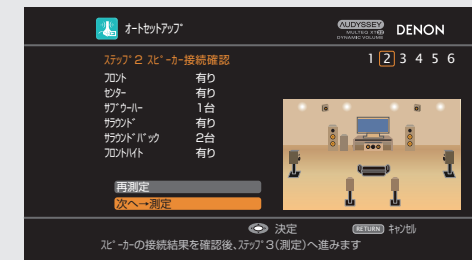 オートセットアップ
AUDYSSEY
MULTEQ XT32
DYNAMIC VOLUME
DENON
ステップ2 スピーカー接続確認
1 2 3 4 5 6
フロント 有り
センター 有り
サブウーハー 1台
サラウンド 有り
サラウンドバック 2台
フロントハイト 有り
再測定
次へ→測定
決定
RETURN キャンセル
スピーカーの接続結果を確認後、ステップ3(測定)へ進みます